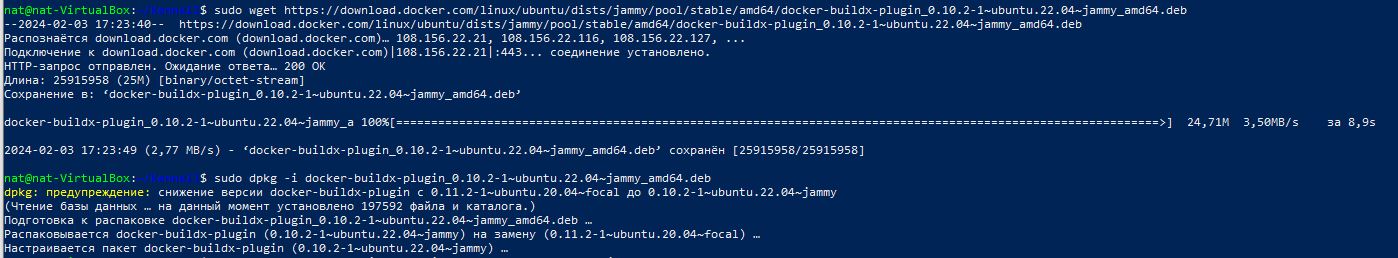 nat@nat-VirtualBox: $ sudo wget https://download.docker.com/linux/ubuntu/dists/jammy/pool/stable/amd64/docker-buildx-plugin_0.10.2-1~ubuntu.22.04~jammy_amd64.deb
--2024-02-03 17:23:40-- https://download.docker.com/linux/ubuntu/dists/jammy/pool/stable/amd64/docker-buildx-plugin_0.10.2-1~ubuntu.22.04~jammy_amd64.deb
Распознаётся download.docker.com (download.docker.com)… 108.156.22.21, 108.156.22.116, 108.156.22.127, ...
Подключение к download.docker.com (download.docker.com)|108.156.22.21|:443... соединение установлено.
HTTP-запрос отправлен. Ожидание ответа… 200 OK
Длина: 25915958 (25M) [binary/octet-stream]
Сохранение в: ‘docker-buildx-plugin_0.10.2-1~ubuntu.22.04~jammy_amd64.deb’
docker-buildx-plugin_0.10.2-1~ubuntu.22.04~jammy_a 100%[=============================================================================================================>] 24,71M 3,50MB/s за 8,9s
2024-02-03 17:23:49 (2,77 MB/s) - ‘docker-buildx-plugin_0.10.2-1~ubuntu.22.04~jammy_amd64.deb’ сохранён [25915958/25915958]
nat@nat-VirtualBox: $ sudo dpkg -i docker-buildx-plugin_0.10.2-1~ubuntu.22.04~jammy_amd64.deb
dpkg: предупреждение: снижение версии docker-buildx-plugin с 0.11.2-1~ubuntu.20.04~focal до 0.10.2-1~ubuntu.22.04~jammy
(Чтение базы данных … на данный момент установлено 197592 файла и каталога.)
Подготовка к распаковке docker-buildx-plugin_0.10.2-1~ubuntu.22.04~jammy_amd64.deb …
Распаковывается docker-buildx-plugin (0.10.2-1~ubuntu.22.04~jammy) на замену (0.11.2-1~ubuntu.20.04~focal) …
Настраивается пакет docker-buildx-plugin (0.10.2-1~ubuntu.22.04~jammy) …